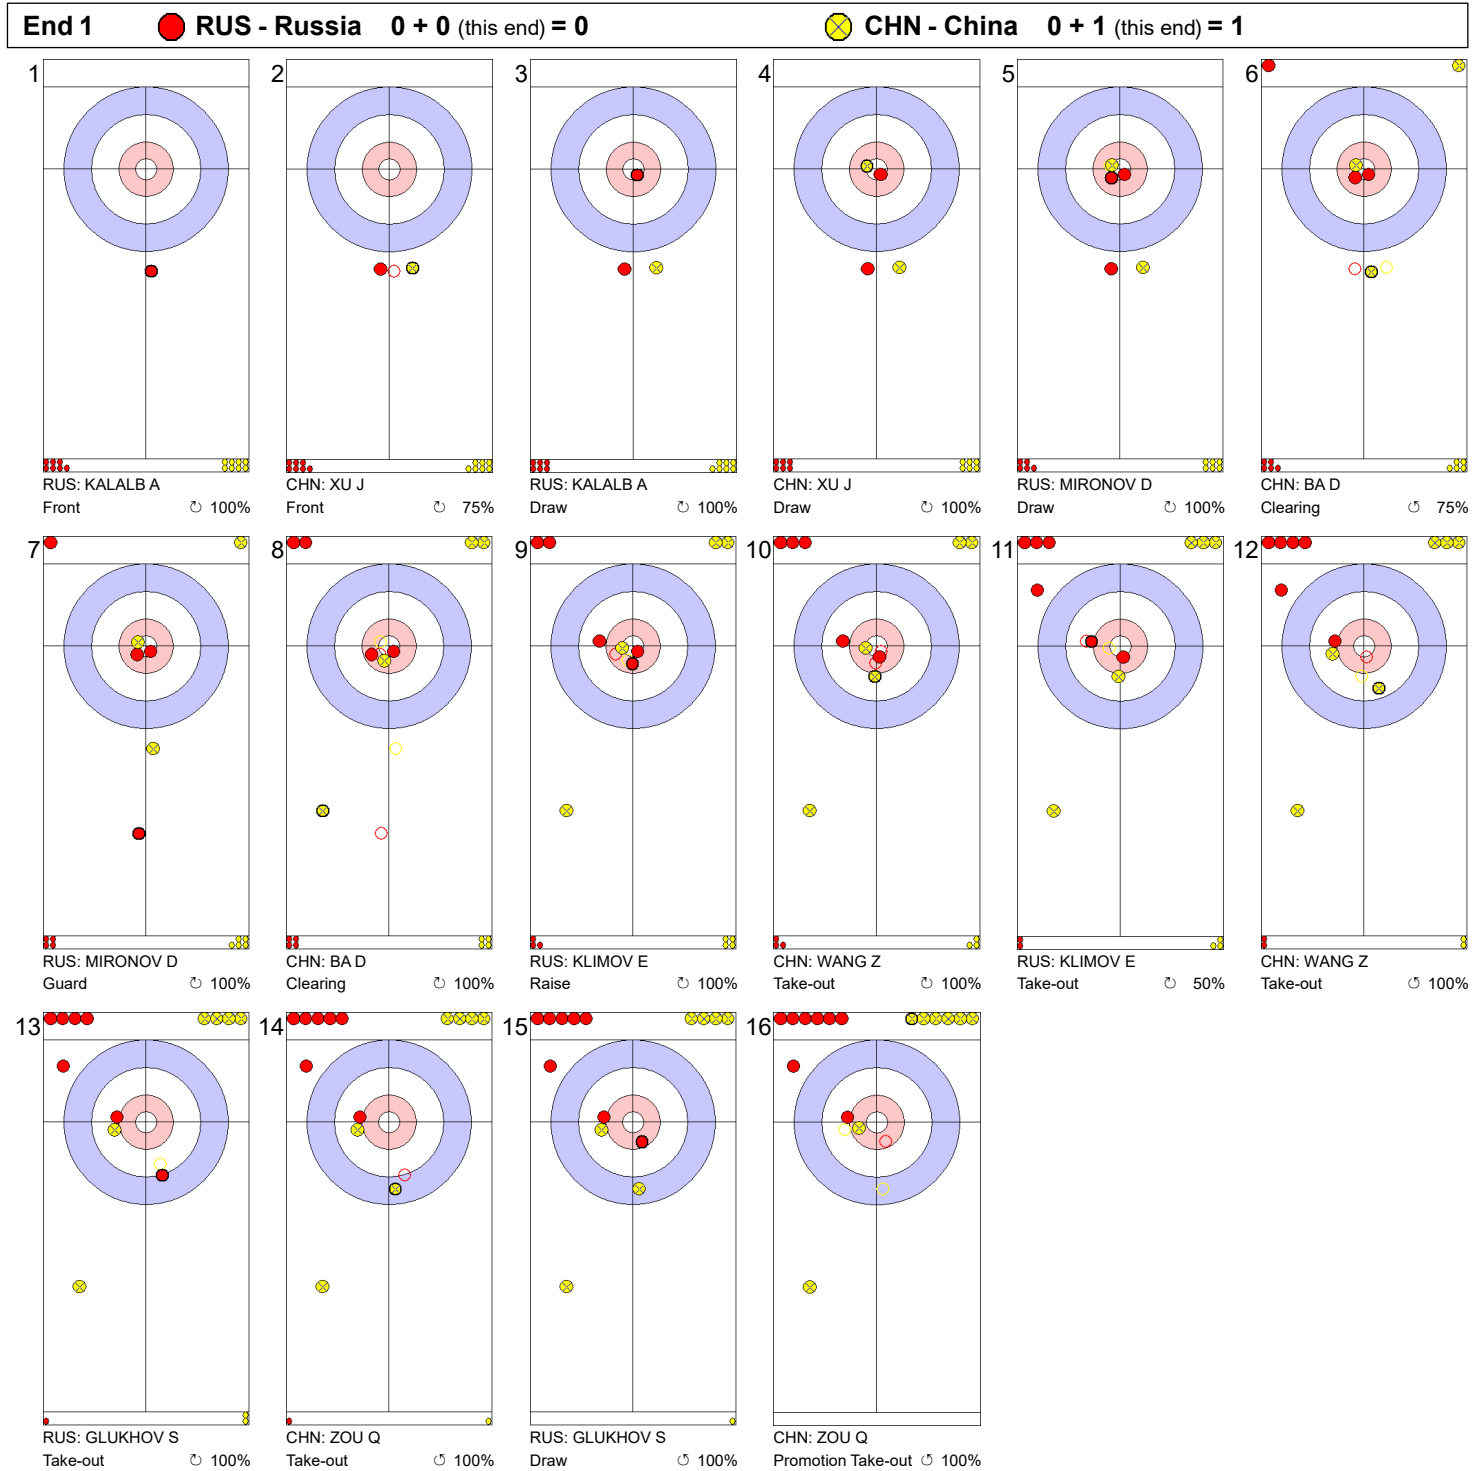 End 1 RUS - Russia 0 + 0 (this end) = 0 CHN - China 0 + 1 (this end) = 1
1 2 3 4 5 6
RUS: KALALB A CHN: XU J RUS: KALALB A CHN: XU J RUS: MIRONOV D CHN: BA D
Front ↻ 100% Front ↻ 75% Draw ↻ 100% Draw ↻ 100% Draw ↻ 100% Clearing ↺ 75%
7 8 9 10 11 12
RUS: MIRONOV D CHN: BA D RUS: KLIMOV E CHN: WANG Z RUS: KLIMOV E CHN: WANG Z
Guard ↻ 100% Clearing ↻ 100% Raise ↻ 100% Take-out ↻ 100% Take-out ↻ 50% Take-out ↺ 100%
13 14 15 16
RUS: GLUKHOV S CHN: ZOU Q RUS: GLUKHOV S CHN: ZOU Q
Take-out ↻ 100% Take-out ↻ 100% Draw ↻ 100% Promotion Take-out ↺ 100%